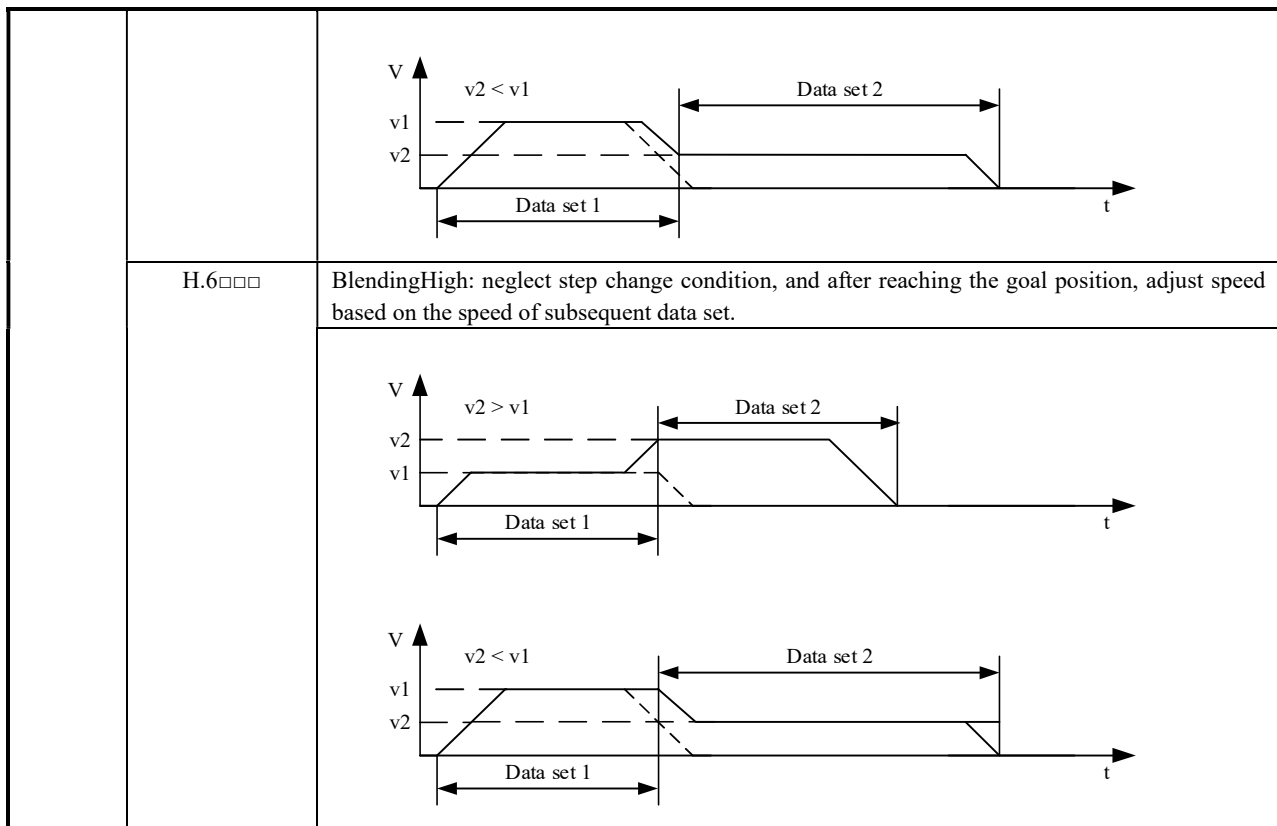 V
v2 < v1
Data set 2
v1
v2
Data set 1
t
H.6□□□
BlendingHigh: neglect step change condition, and after reaching the goal position, adjust speed
based on the speed of subsequent data set.
V
v2 > v1
Data set 2
v2
v1
Data set 1
t
V
v2 < v1
Data set 2
v1
v2
Data set 1
t